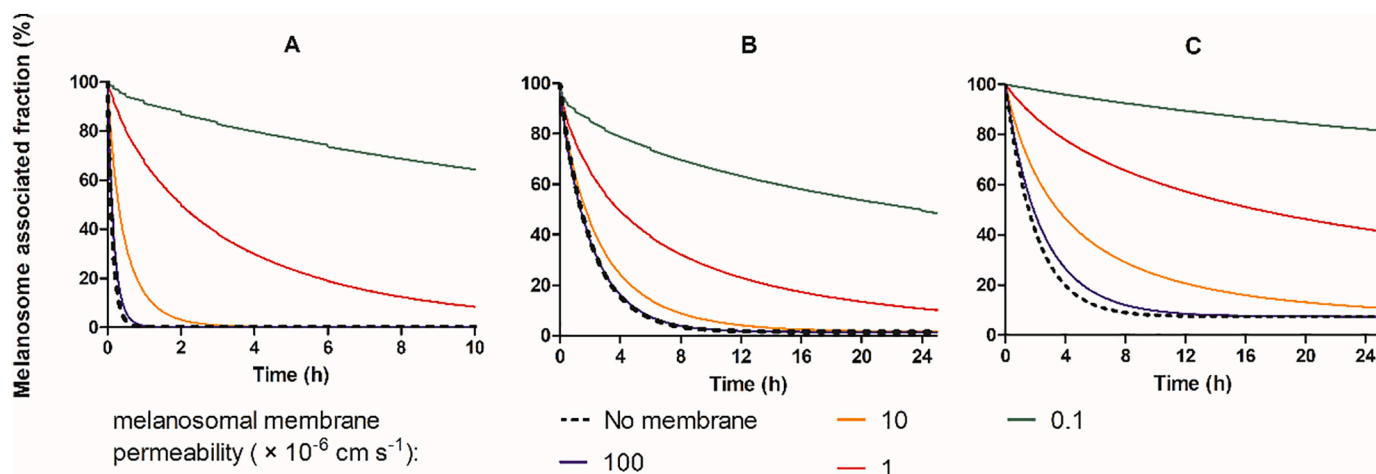 Melanosome associated fraction (%)
A
B
C
100
80
60
40
20
0
0 2 4 6 8 10
Time (h)
100
80
60
40
20
0
0 4 8 12 16 20 24
Time (h)
100
80
60
40
20
0
0 4 8 12 16 20 24
Time (h)
melanosomal membrane
permeability ( × 10⁻⁶ cm s⁻¹):
No membrane
100
10
1
0.1